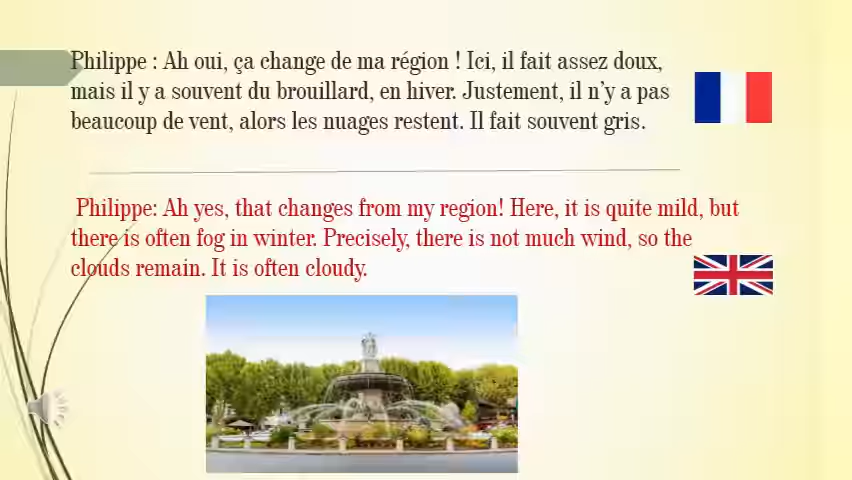 Philippe : Ah oui, ça change de ma région ! Ici, il fait assez doux,
mais il y a souvent du brouillard, en hiver. Justement, il n’y a pas
beaucoup de vent, alors les nuages restent. Il fait souvent gris.
Philippe: Ah yes, that changes from my region! Here, it is quite mild, but
there is often fog in winter. Precisely, there is not much wind, so the
clouds remain. It is often cloudy.